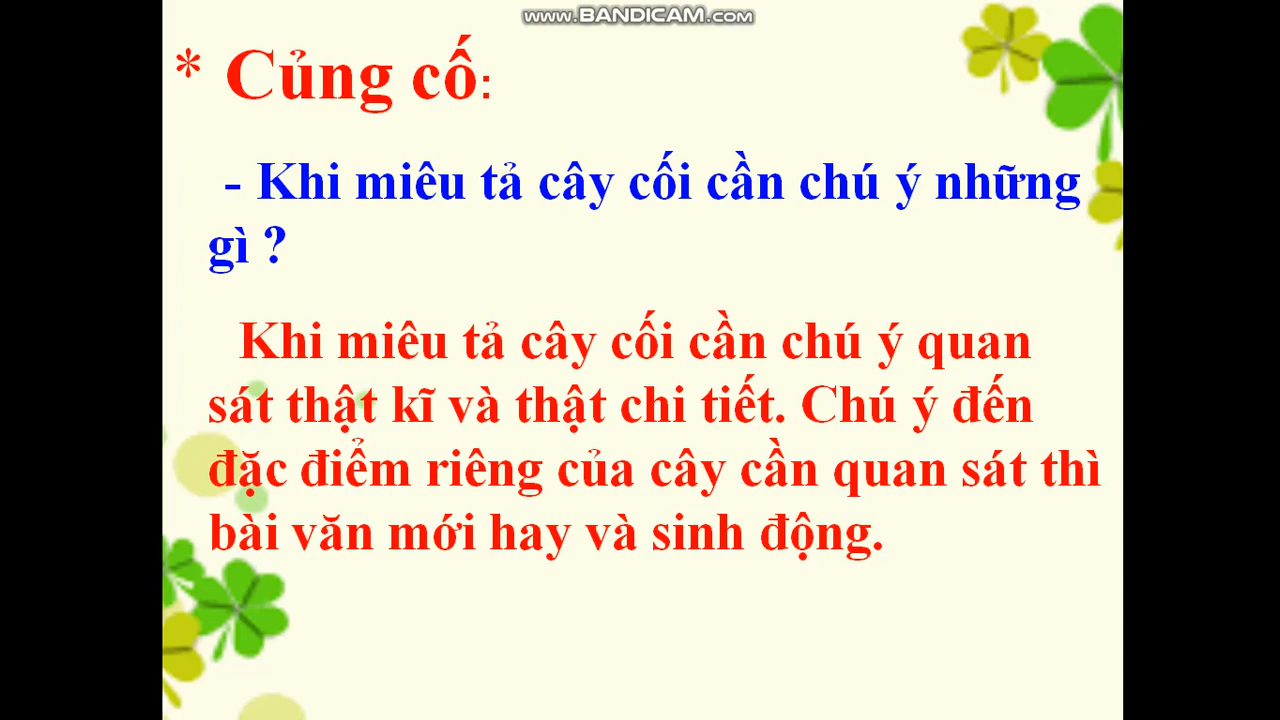 www.BANDICAM.com
* Củng cố:
- Khi miêu tả cây cối cần chú ý những
gì ?
Khi miêu tả cây cối cần chú ý quan
sát thật kĩ và thật chi tiết. Chú ý đến
đặc điểm riêng của cây cần quan sát thì
bài văn mới hay và sinh động.